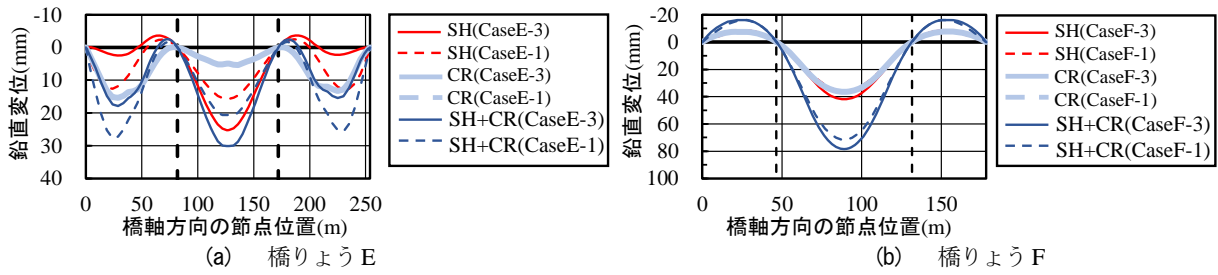 鉛直変位(mm)
-10
0
10
20
30
40
0 50 100 150 200 250
橋軸方向の節点位置(m)
SH(CaseE-3)
SH(CaseE-1)
CR(CaseE-3)
CR(CaseE-1)
SH+CR(CaseE-3)
SH+CR(CaseE-1)
(a) 橋りょう E
鉛直変位(mm)
-20
0
20
40
60
80
100
0 50 100 150
橋軸方向の節点位置(m)
SH(CaseF-3)
SH(CaseF-1)
CR(CaseF-3)
CR(CaseF-1)
SH+CR(CaseF-3)
SH+CR(CaseF-1)
(b) 橋りょう F